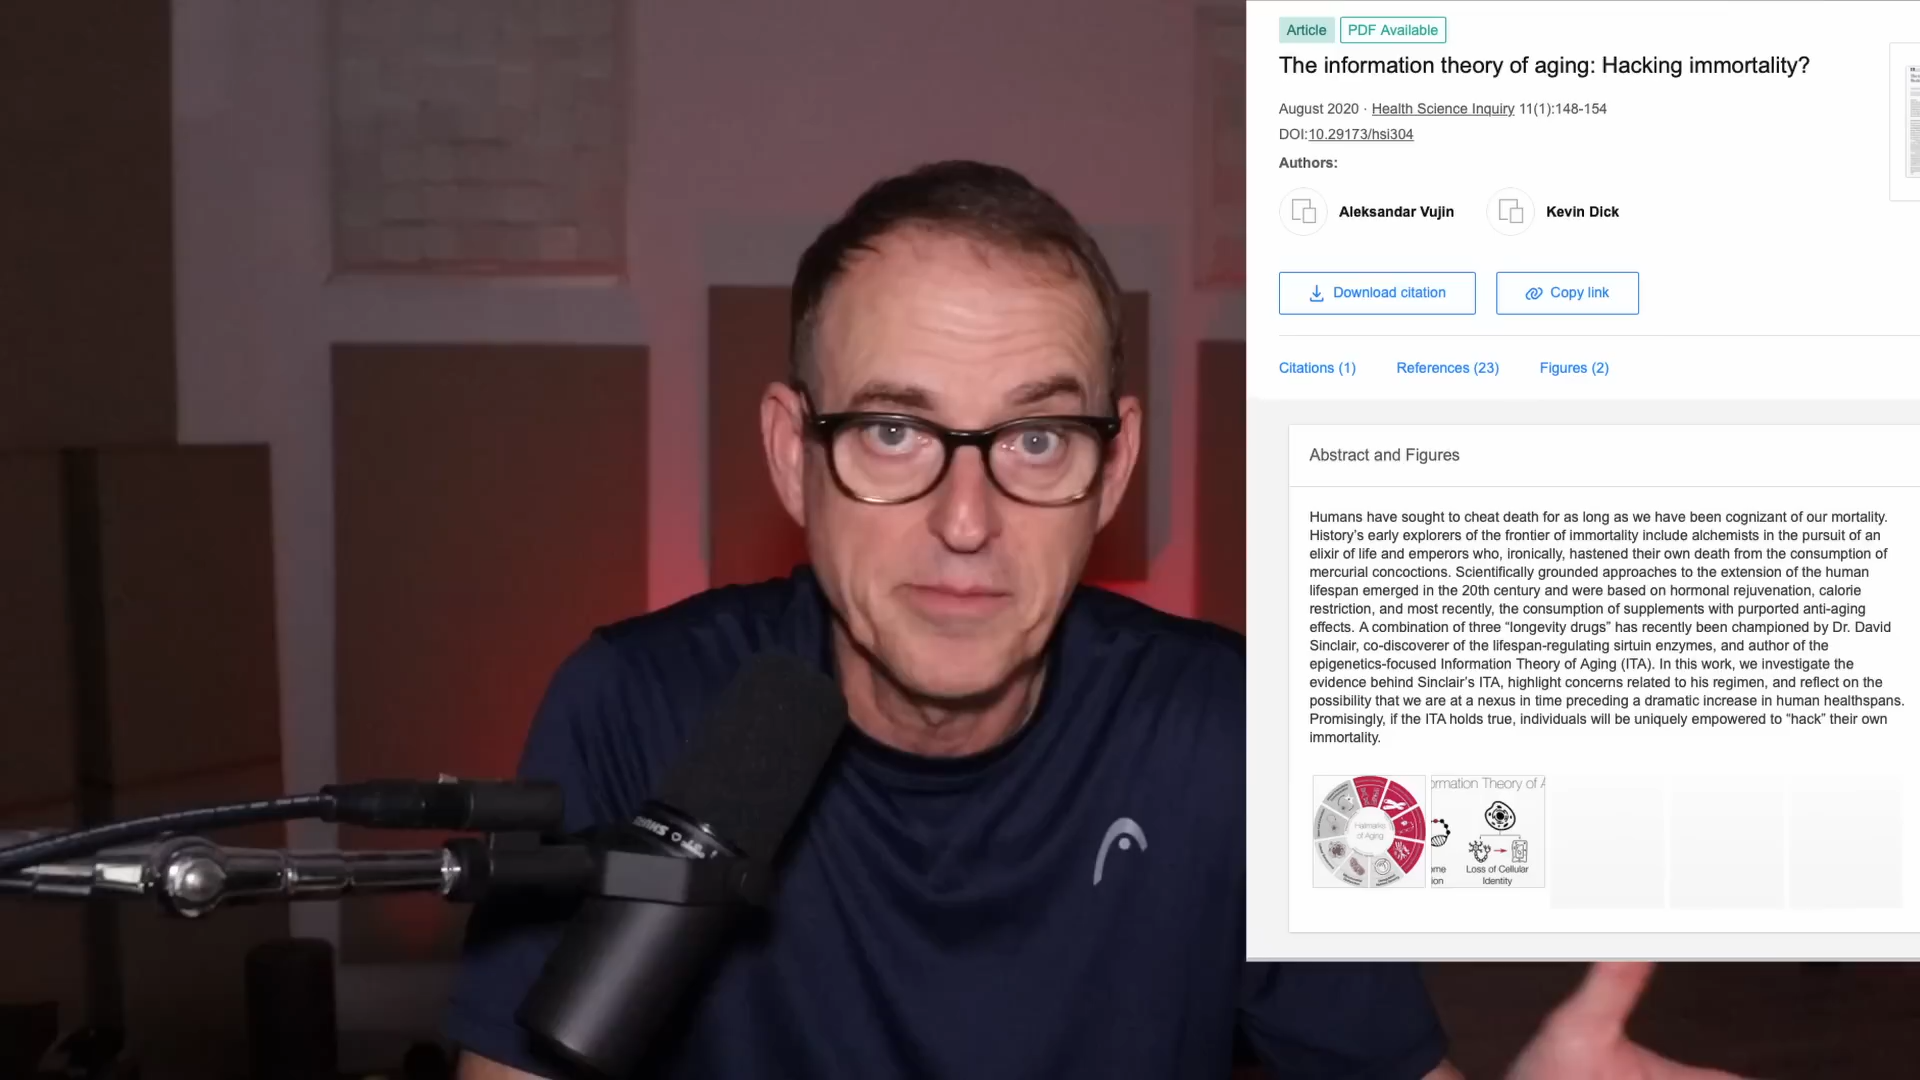 Article PDF Available
The information theory of aging: Hacking immortality?
August 2020 · Health Science Inquiry 11(1):148-154
DOI:10.29173/hsi304
Authors:
Aleksandar Vujin Kevin Dick
Download citation Copy link
Citations (1) References (23) Figures (2)
Abstract and Figures
Humans have sought to cheat death for as long as we have been cognizant of our mortality.
History's early explorers of the frontier of immortality include alchemists in the pursuit of an
elixir of life and emperors who, ironically, hastened their own death from the consumption of
mercurial concoctions. Scientifically grounded approaches to the extension of the human
lifespan emerged in the 20th century and were based on hormonal rejuvenation, calorie
restriction, and most recently, the consumption of supplements with purported anti-aging
effects. A combination of three “longevity drugs” has recently been championed by Dr. David
Sinclair, co-discoverer of the lifespan-regulating sirtuin enzymes, and author of the
epigenetics-focused Information Theory of Aging (ITA). In this work, we investigate the
evidence behind Sinclair's ITA, highlight concerns related to his regimen, and reflect on the
possibility that we are at a nexus in time preceding a dramatic increase in human healthspans.
Promisingly, if the ITA holds true, individuals will be uniquely empowered to “hack” their own
immortality.
Hallmarks
of Aging
rmation Theory of A
ome
ion
Loss of Cellular
Identity
SHURE